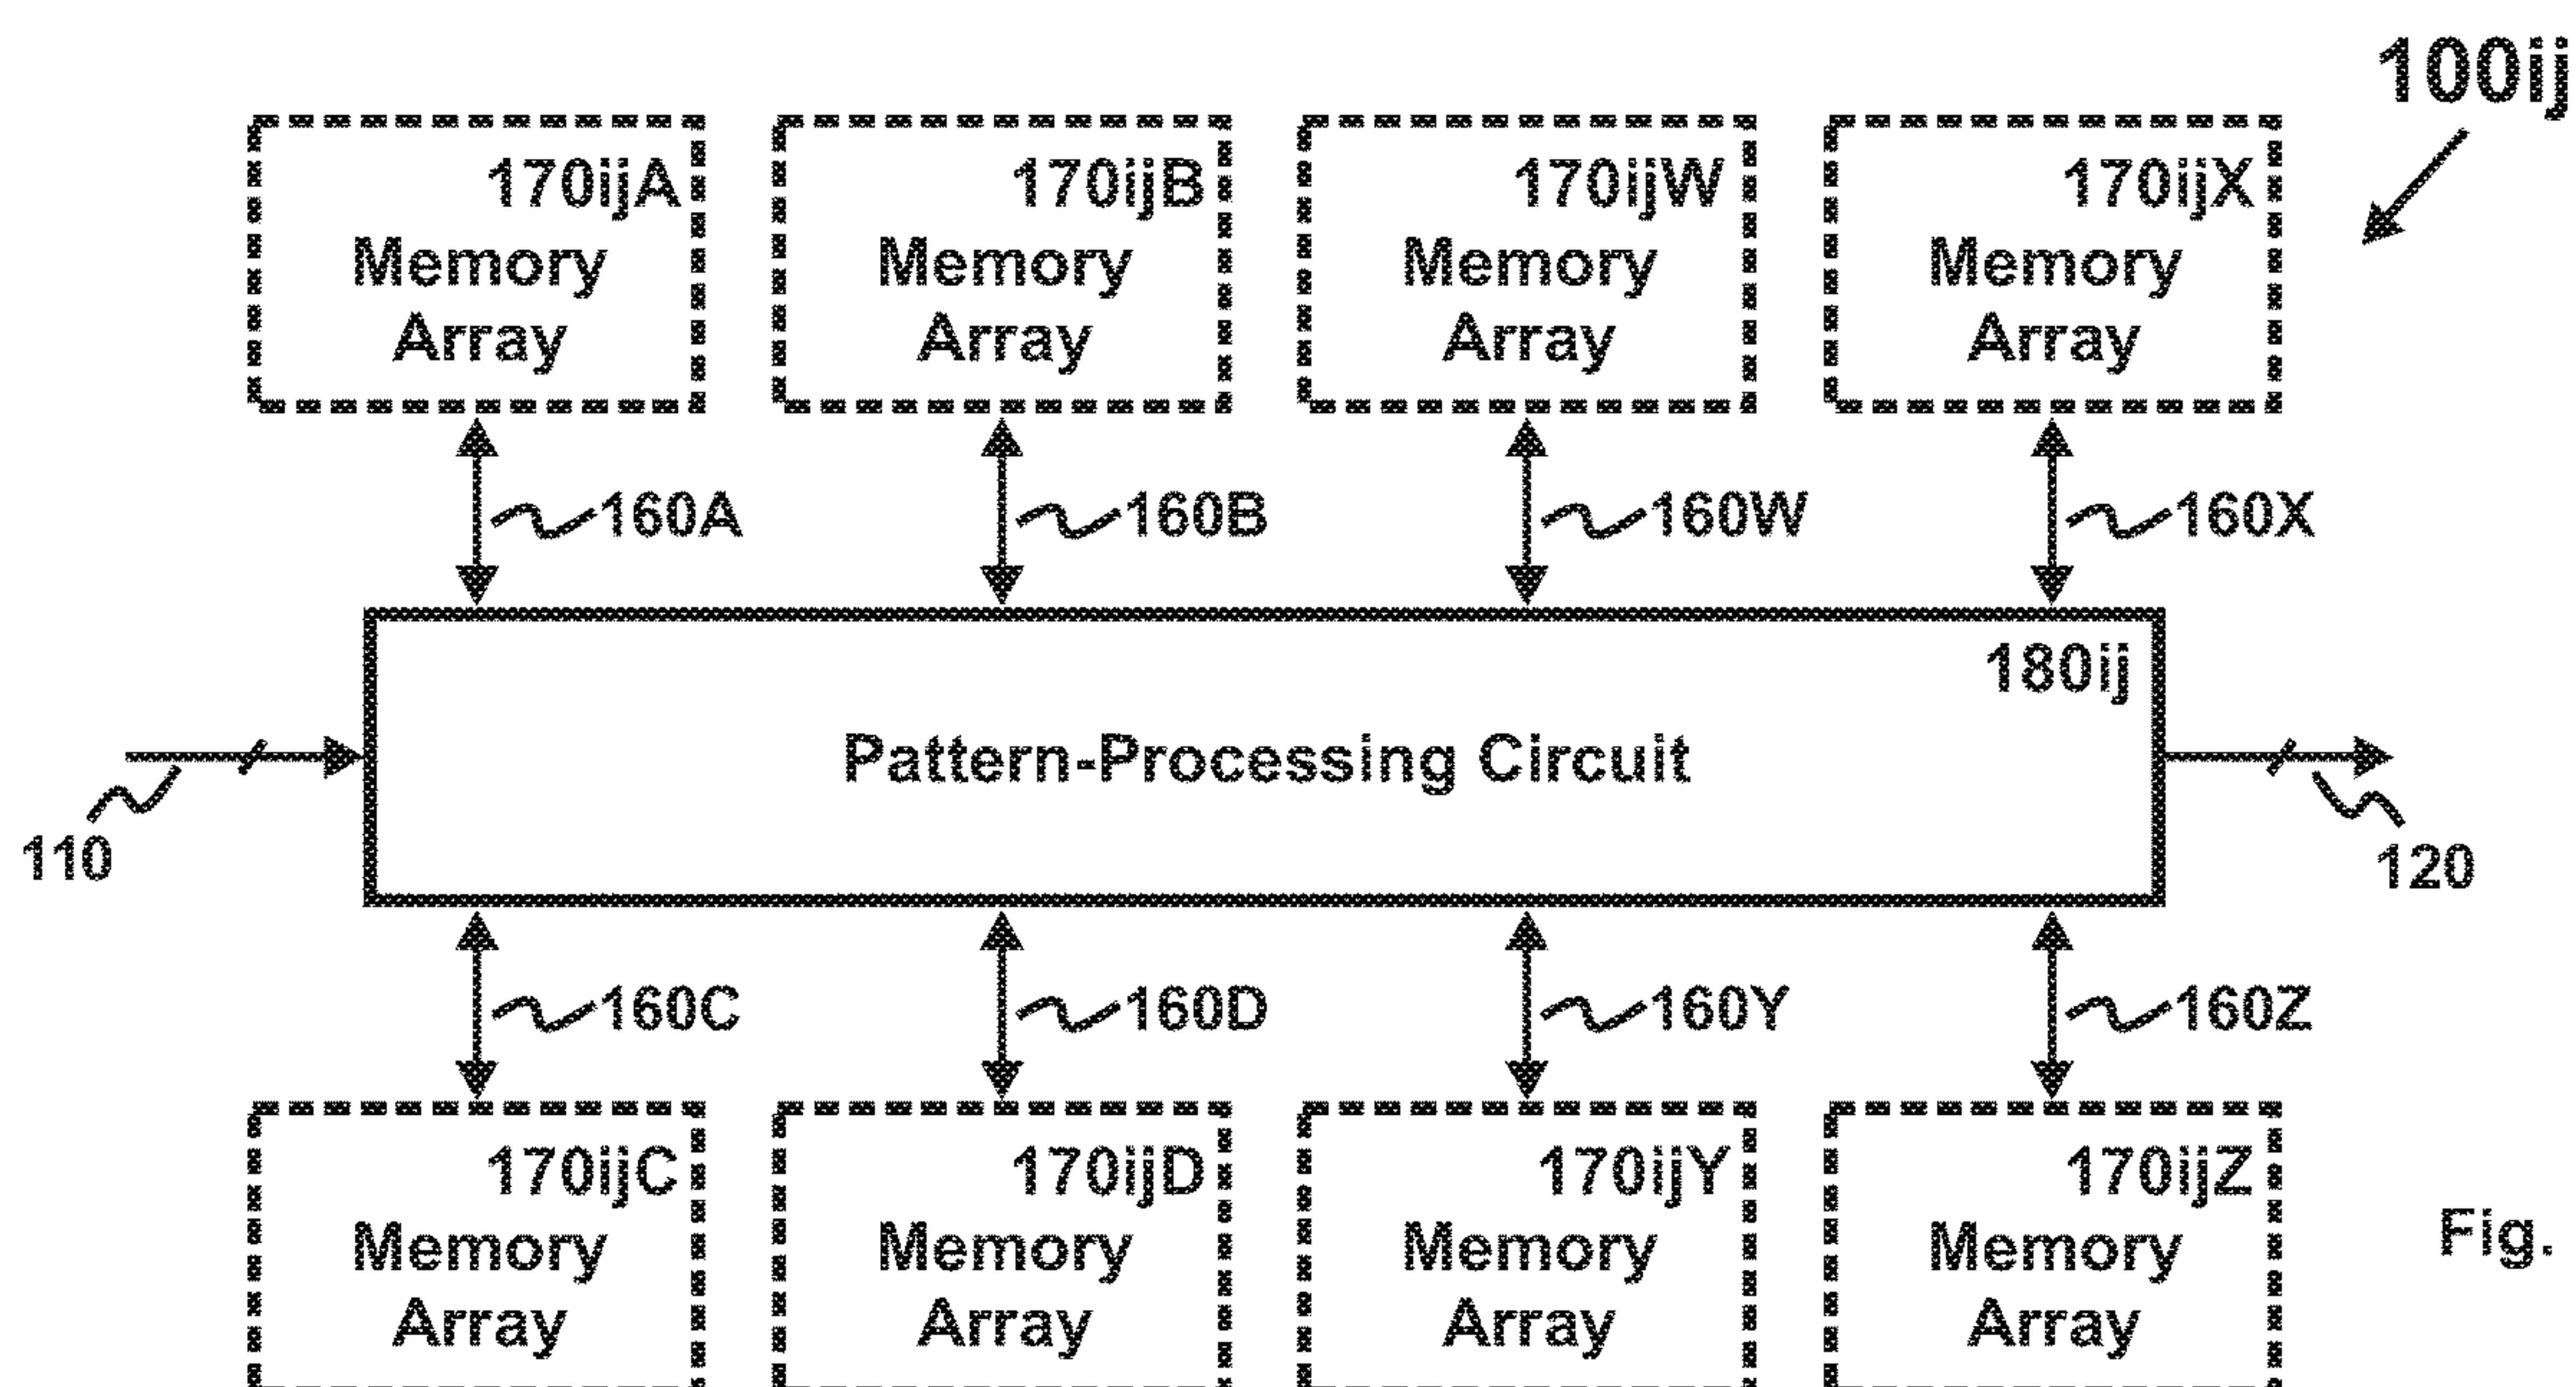 100ij
170ijA 170ijB 170ijW 170ijX
Memory Memory Memory Memory
Array Array Array Array
160A 160B 160W 160X
180ij
Pattern-Processing Circuit
110 120
160C 160D 160Y 160Z
170ijC 170ijD 170ijY 170ijZ
Memory Memory Memory Memory
Array Array Array Array
Fig.